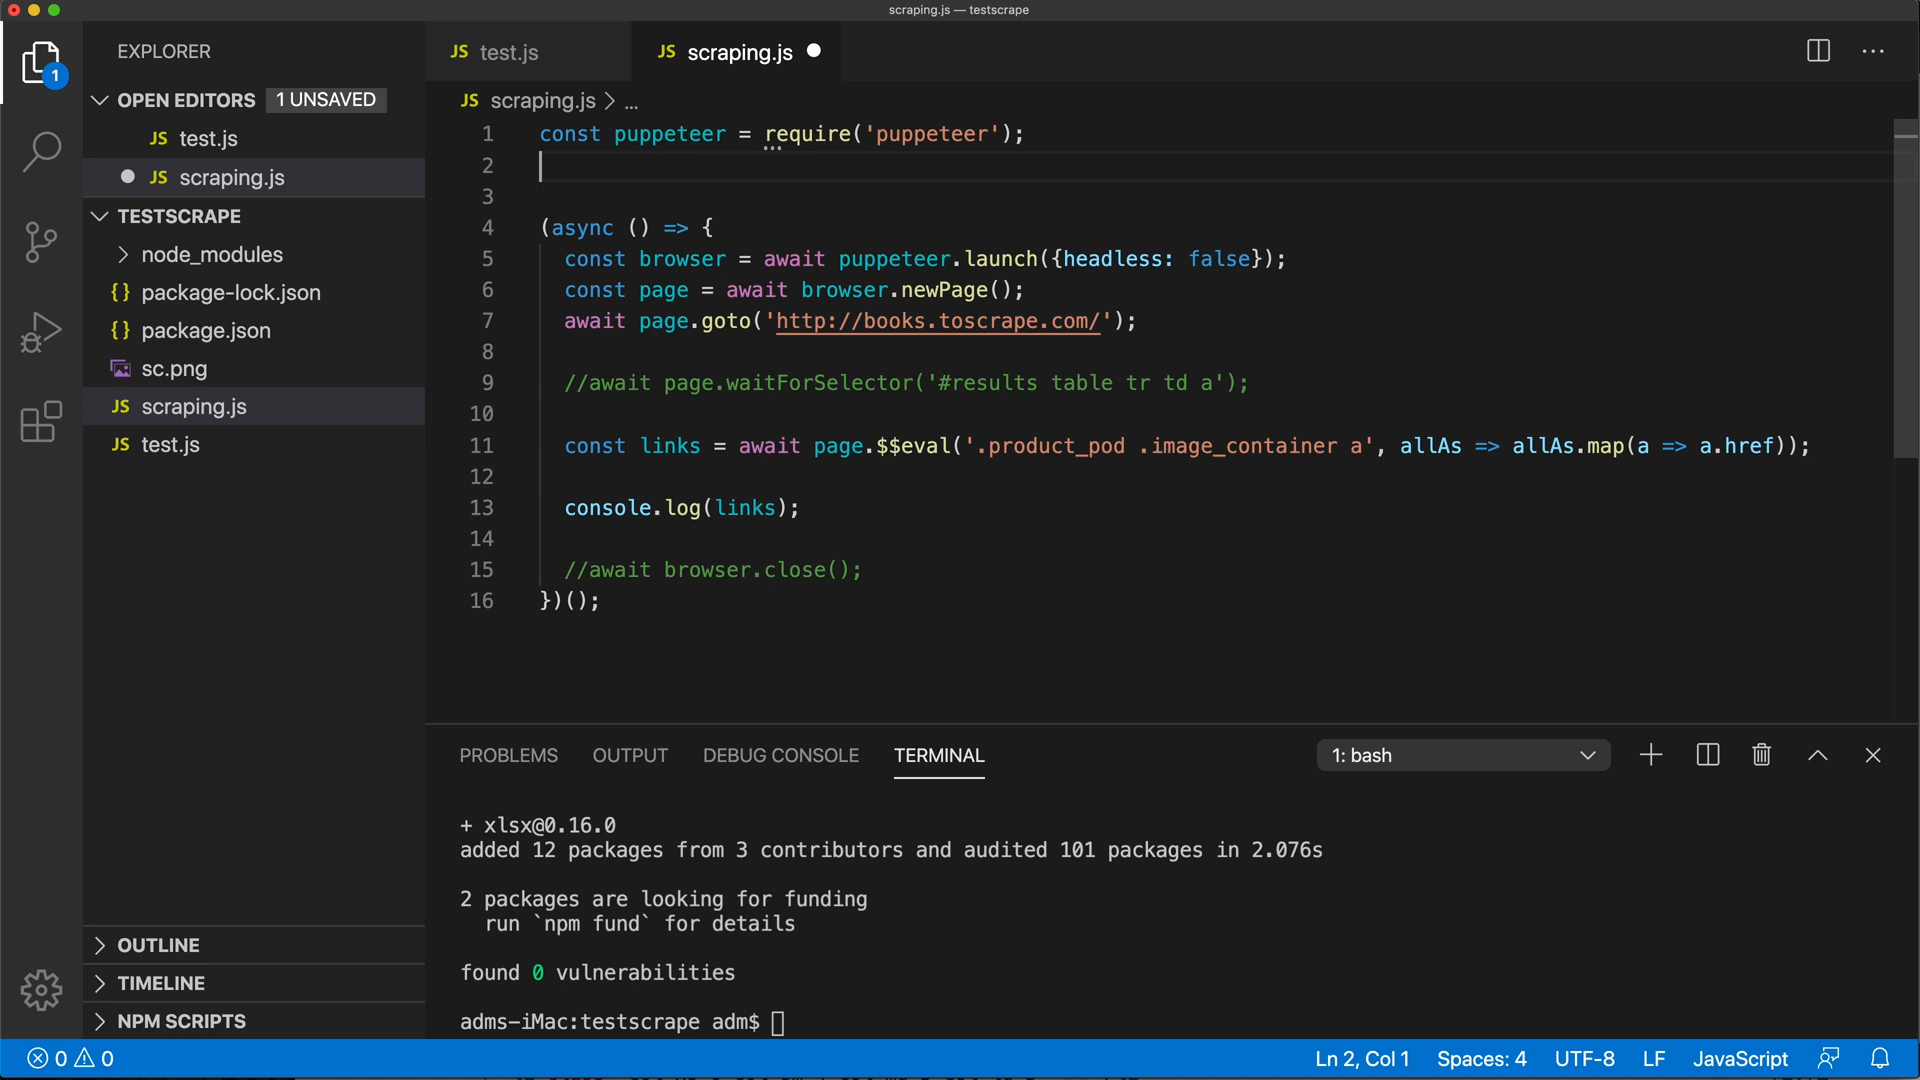 scraping.js — testscrape
EXPLORER
OPEN EDITORS 1 UNSAVED
JS test.js
JS scraping.js
TESTSCRAPE
node_modules
{} package-lock.json
{} package.json
sc.png
JS scraping.js
JS test.js
OUTLINE
TIMELINE
NPM SCRIPTS
1
JS test.js
JS scraping.js
JS scraping.js > ...
1 const puppeteer = require('puppeteer');
2
3
4 (async () => {
5 const browser = await puppeteer.launch({headless: false});
6 const page = await browser.newPage();
7 await page.goto('http://books.toscrape.com/');
8
9 //await page.waitForSelector('#results table tr td a');
10
11 const links = await page.$$eval('.product_pod .image_container a', allAs => allAs.map(a => a.href));
12
13 console.log(links);
14
15 //await browser.close();
16 })();
PROBLEMS OUTPUT DEBUG CONSOLE TERMINAL 1: bash
+ xlsx@0.16.0
added 12 packages from 3 contributors and audited 101 packages in 2.076s
2 packages are looking for funding
run `npm fund` for details
found 0 vulnerabilities
adms-iMac:testscrape adm$
0 0 Ln 2, Col 1 Spaces: 4 UTF-8 LF JavaScript